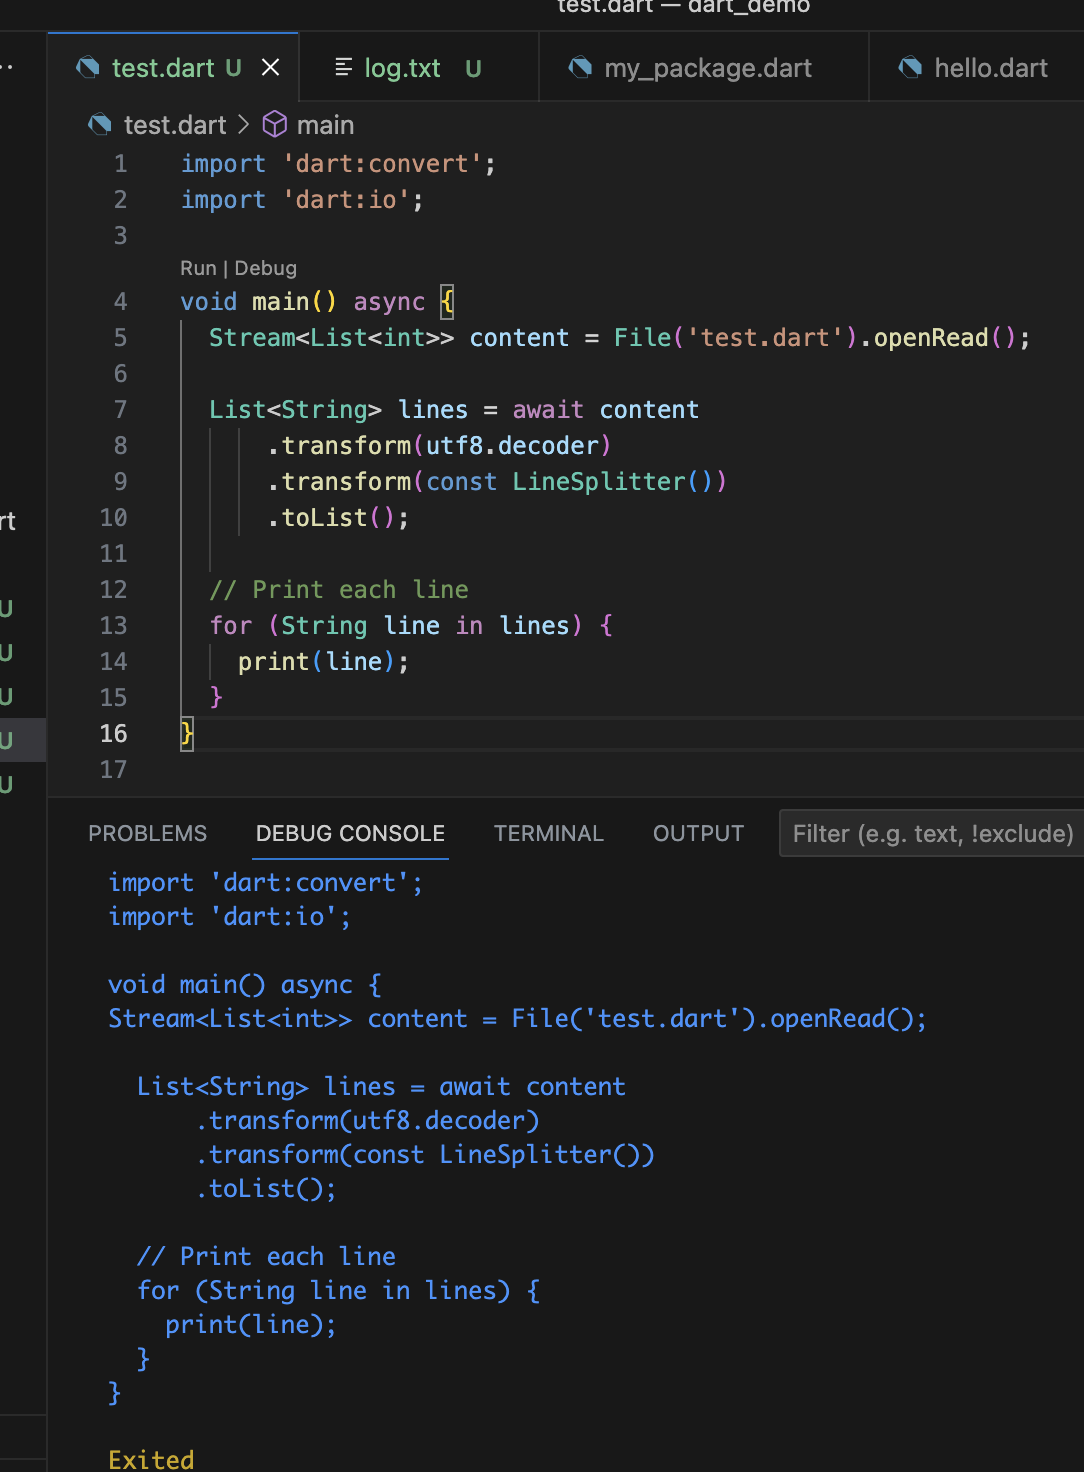 test.dart — dart_demo
test.dart U
log.txt U
my_package.dart
hello.dart
test.dart > main
1 import 'dart:convert';
2 import 'dart:io';
3
Run | Debug
4 void main() async {
5   Stream<List<int>> content = File('test.dart').openRead();
6
7   List<String> lines = await content
8       .transform(utf8.decoder)
9       .transform(const LineSplitter())
10       .toList();
11
12   // Print each line
13   for (String line in lines) {
14     print(line);
15   }
16 }
17
rt
U
U
U
U
U
PROBLEMS DEBUG CONSOLE TERMINAL OUTPUT Filter (e.g. text, !exclude)
import 'dart:convert';
import 'dart:io';

void main() async {
Stream<List<int>> content = File('test.dart').openRead();

  List<String> lines = await content
      .transform(utf8.decoder)
      .transform(const LineSplitter())
      .toList();

  // Print each line
  for (String line in lines) {
    print(line);
  }
}

Exited